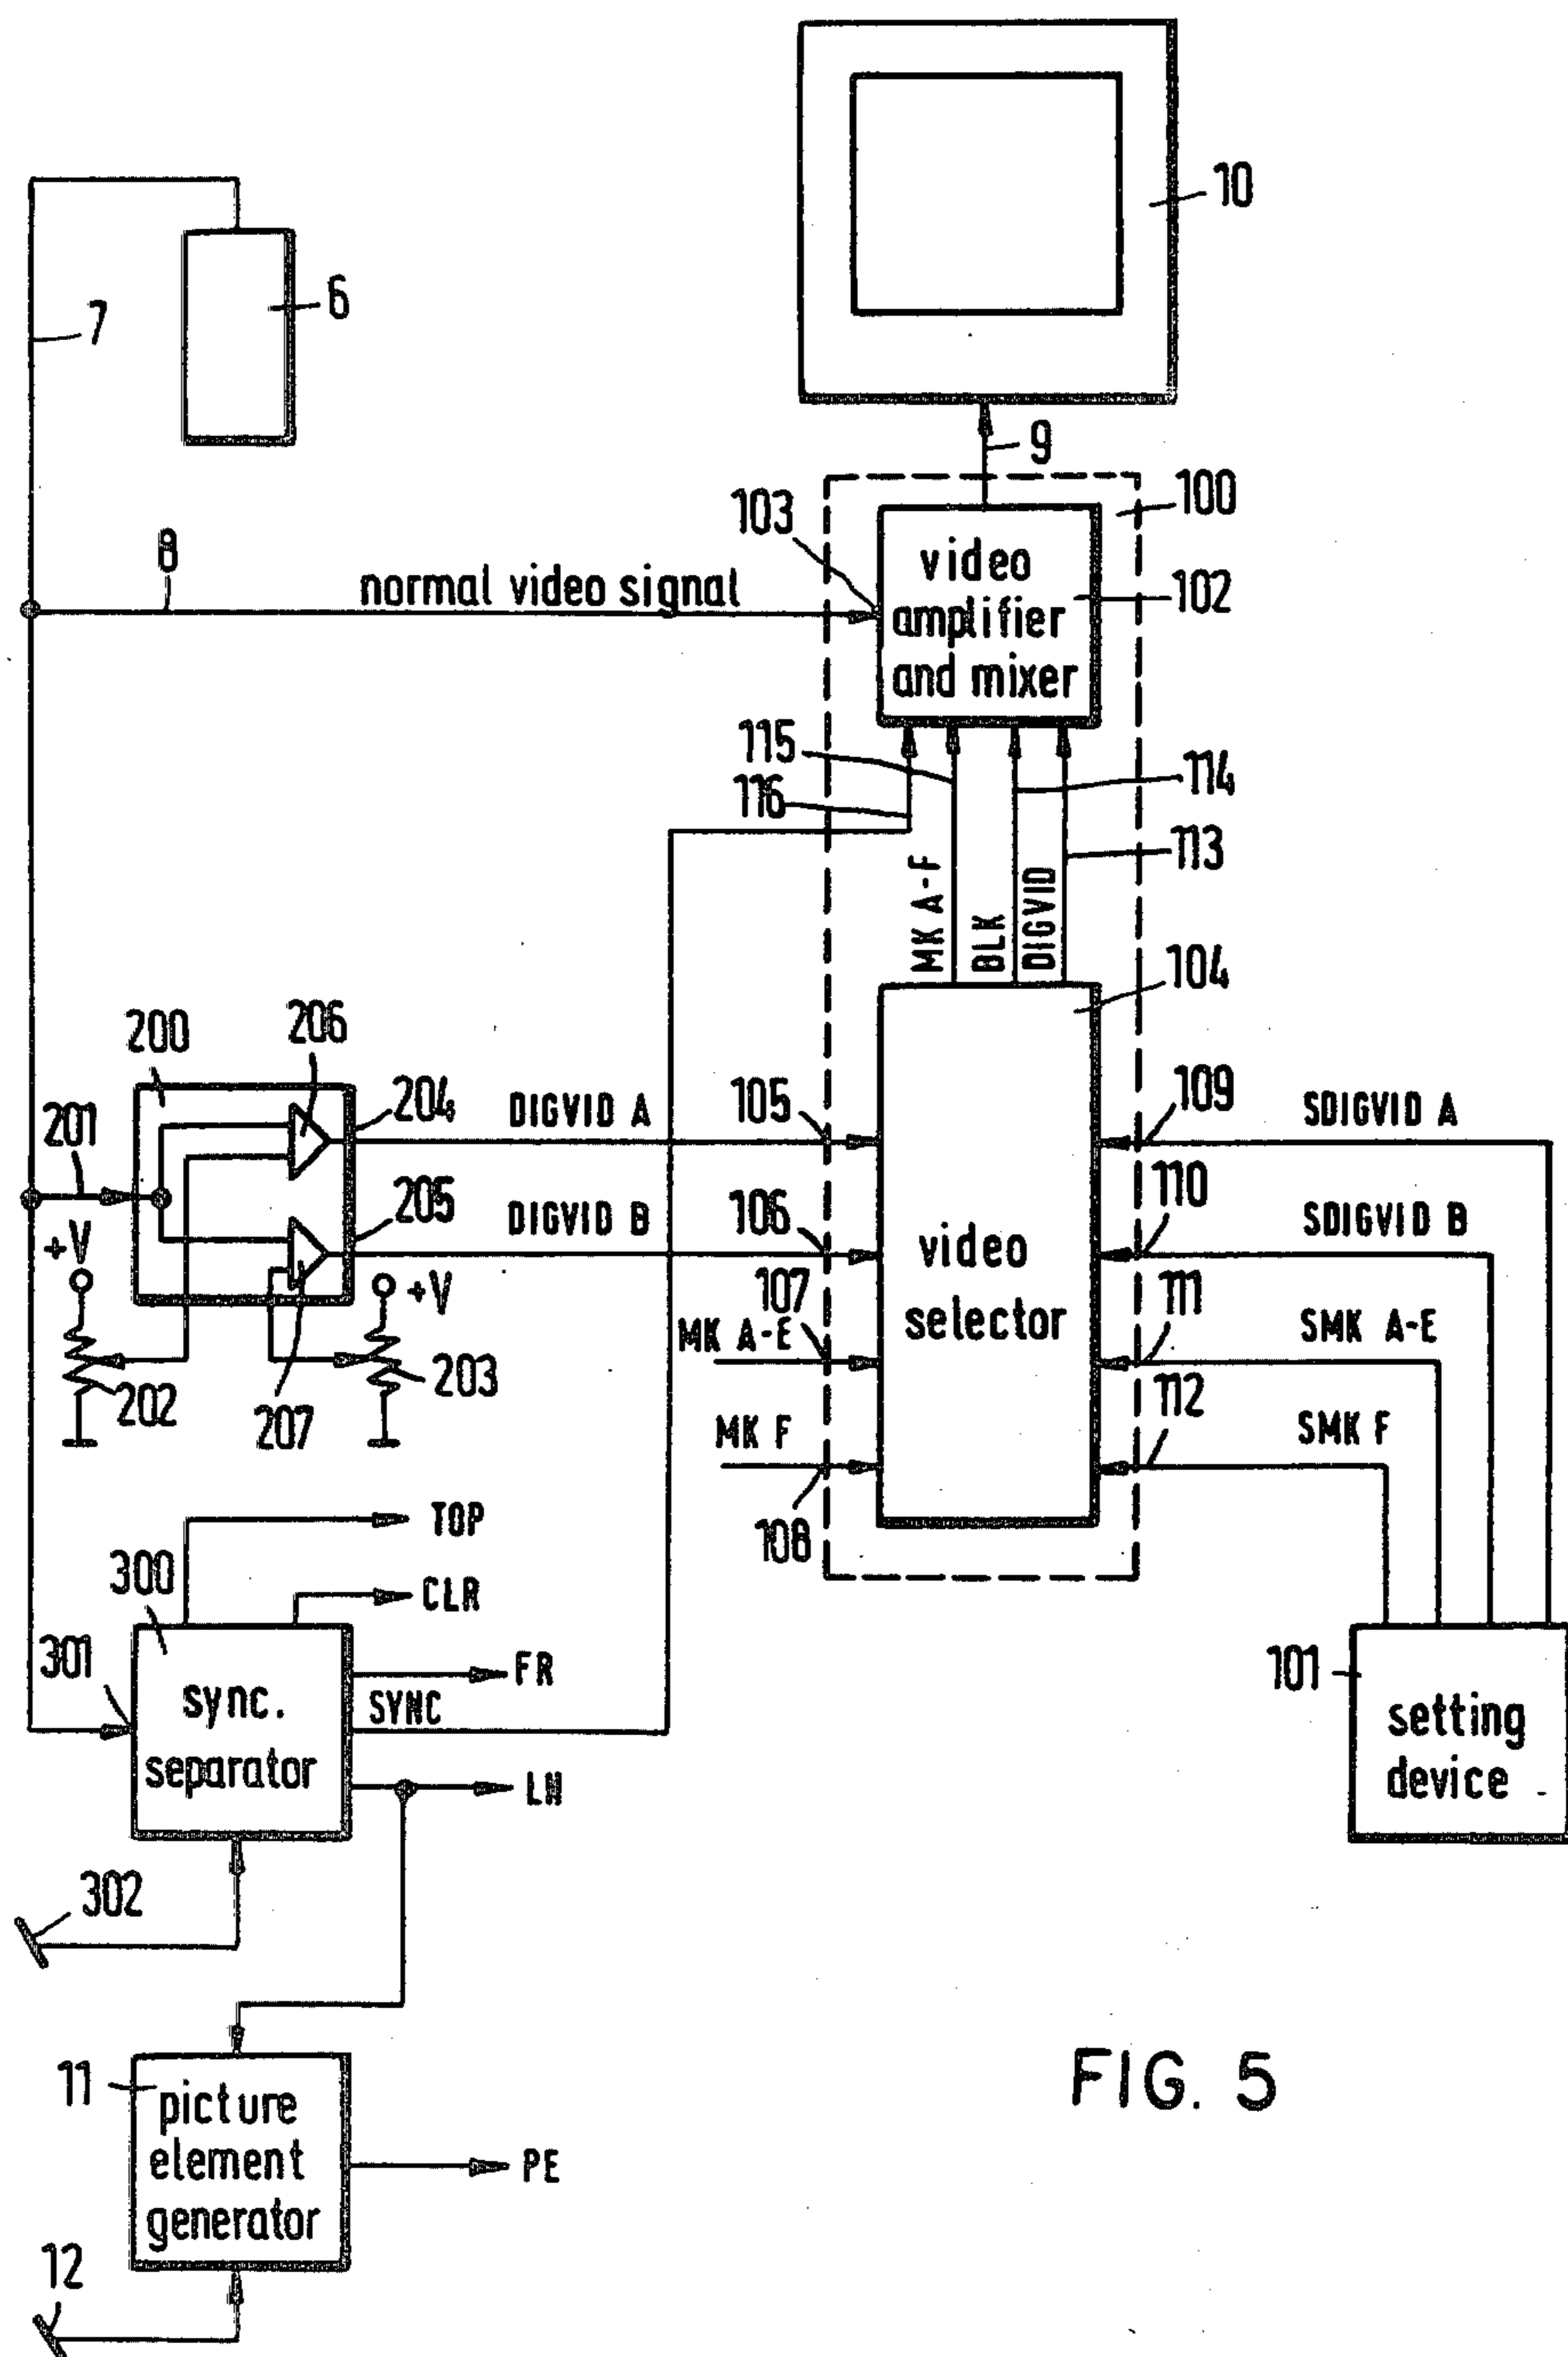 10
6
7
9
100
103
8
normal video signal
video
amplifier
and mixer
102
115
116
114
113
MK A-F
BLK
DIGVID
104
200
206
204
DIGVID A
105
109
SDIGVID A
201
205
DIGVID B
106
110
SDIGVID B
+V
+V
video
selector
107
MK A-E
111
SMK A-E
202
207
203
MK F
112
SMK F
108
TOP
300
CLR
301
FR
SYNC
sync.
separator
LN
101
setting
device
302
11
picture
element
generator
PE
12
FIG. 5